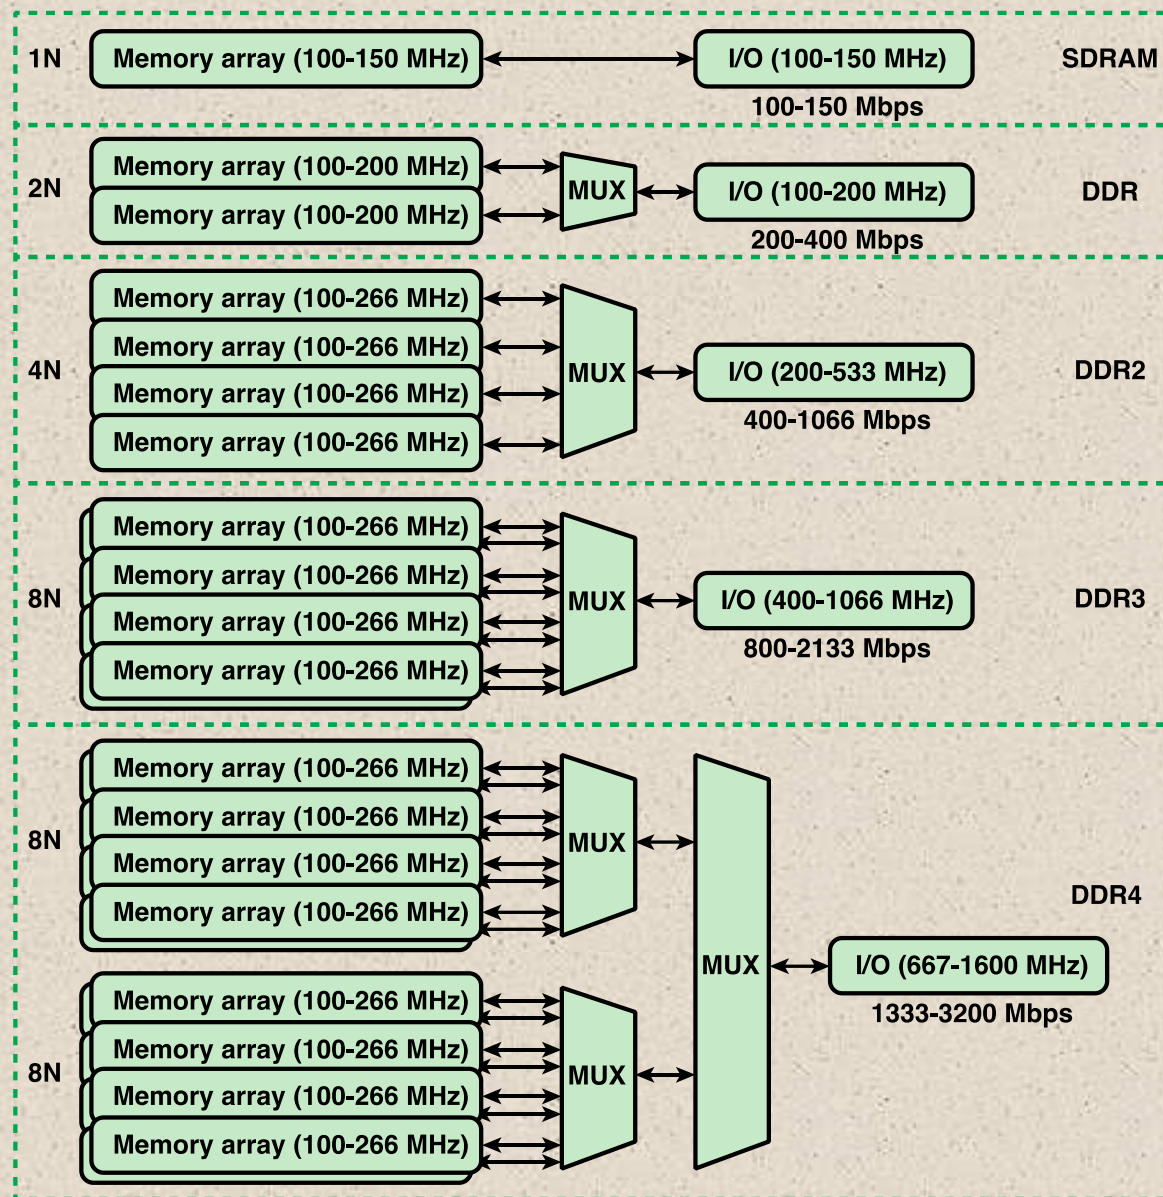 1N Memory array (100-150 MHz) I/O (100-150 MHz) SDRAM
100-150 Mbps
Memory array (100-200 MHz)
2N MUX I/O (100-200 MHz) DDR
Memory array (100-200 MHz)
200-400 Mbps
Memory array (100-266 MHz)
Memory array (100-266 MHz)
4N MUX I/O (200-533 MHz) DDR2
Memory array (100-266 MHz)
400-1066 Mbps
Memory array (100-266 MHz)
Memory array (100-266 MHz)
Memory array (100-266 MHz)
8N MUX I/O (400-1066 MHz) DDR3
Memory array (100-266 MHz)
800-2133 Mbps
Memory array (100-266 MHz)
Memory array (100-266 MHz)
Memory array (100-266 MHz)
8N MUX
Memory array (100-266 MHz)
DDR4
Memory array (100-266 MHz)
MUX I/O (667-1600 MHz)
1333-3200 Mbps
Memory array (100-266 MHz)
Memory array (100-266 MHz)
8N MUX
Memory array (100-266 MHz)
Memory array (100-266 MHz)